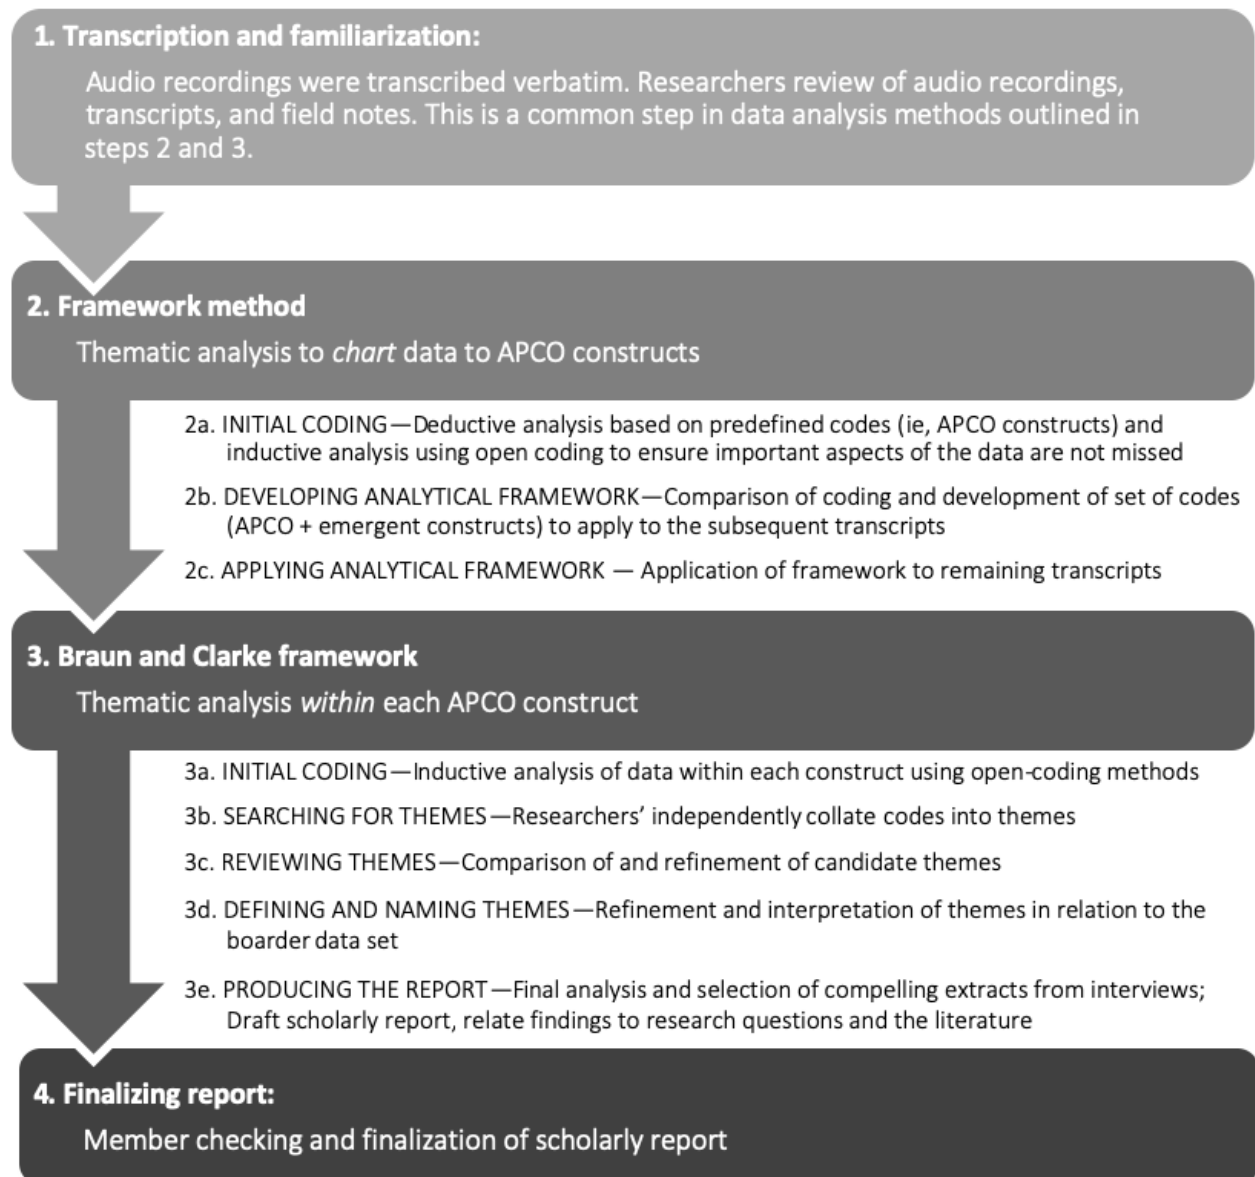 1. Transcription and familiarization:
Audio recordings were transcribed verbatim. Researchers review of audio recordings,
transcripts, and field notes. This is a common step in data analysis methods outlined in
steps 2 and 3.
2. Framework method
Thematic analysis to chart data to APCO constructs
2a. INITIAL CODING—Deductive analysis based on predefined codes (ie, APCO constructs) and
inductive analysis using open coding to ensure important aspects of the data are not missed
2b. DEVELOPING ANALYTICAL FRAMEWORK—Comparison of coding and development of set of codes
(APCO + emergent constructs) to apply to the subsequent transcripts
2c. APPLYING ANALYTICAL FRAMEWORK — Application of framework to remaining transcripts
3. Braun and Clarke framework
Thematic analysis within each APCO construct
3a. INITIAL CODING—Inductive analysis of data within each construct using open-coding methods
3b. SEARCHING FOR THEMES—Researchers' independently collate codes into themes
3c. REVIEWING THEMES—Comparison of and refinement of candidate themes
3d. DEFINING AND NAMING THEMES—Refinement and interpretation of themes in relation to the
boarder data set
3e. PRODUCING THE REPORT—Final analysis and selection of compelling extracts from interviews;
Draft scholarly report, relate findings to research questions and the literature
4. Finalizing report:
Member checking and finalization of scholarly report